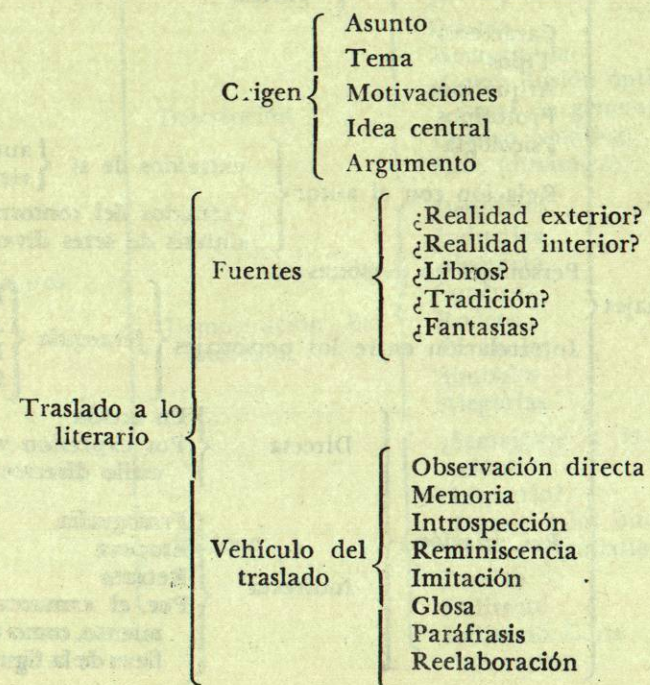 Asunto
Tema
C.igen
Motivaciones
Idea central
Argumento
¿Realidad exterior?
¿Realidad interior?
Fuentes
¿Libros?
¿Tradición?
¿Fantasías?
Traslado a lo
literario
Observación directa
Memoria
Introspección
Vehículo del
traslado
Reminiscencia
Imitación
Glosa
Paráfrasis
Reelaboración